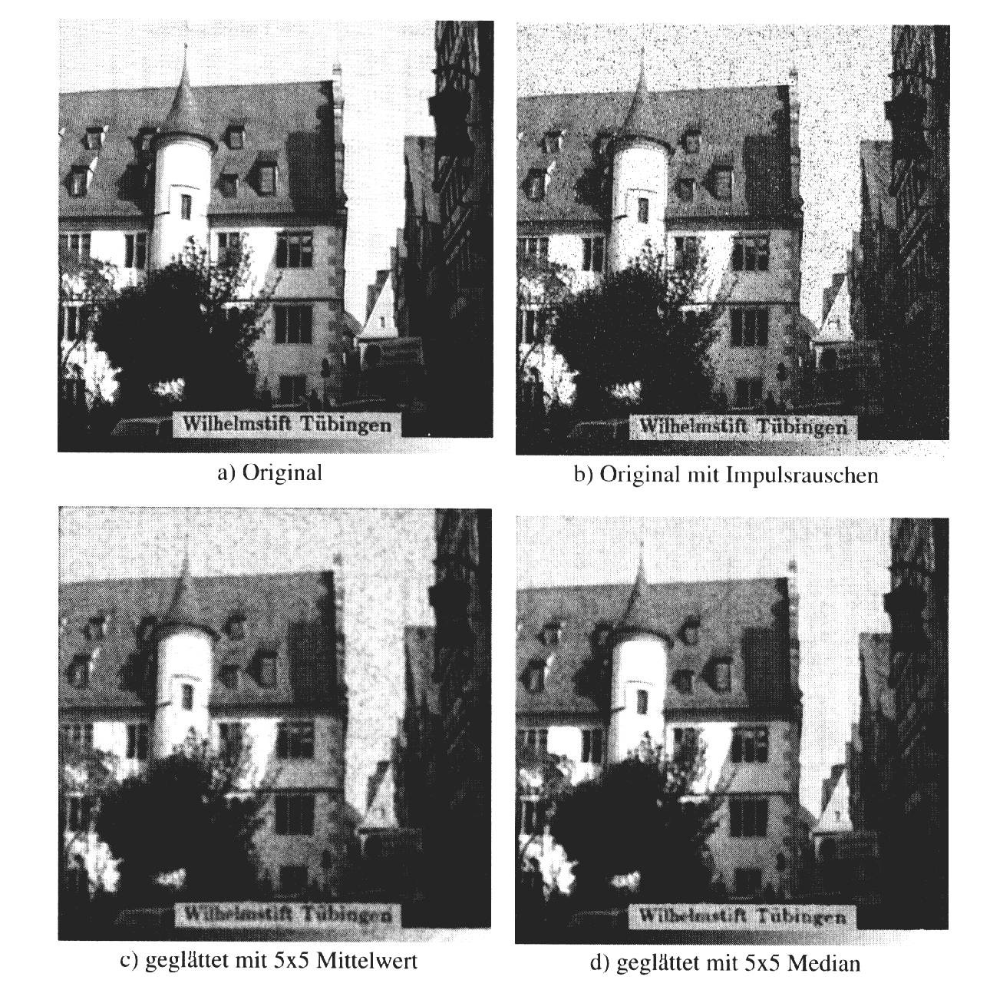 Wilhelmstift Tübingen
a) Original
Wilhelmstift Tübingen
b) Original mit Impulsrauschen
Wilhelmstift Tübingen
c) geglättet mit 5x5 Mittelwert
Wilhelmstift Tübingen
d) geglättet mit 5x5 Median